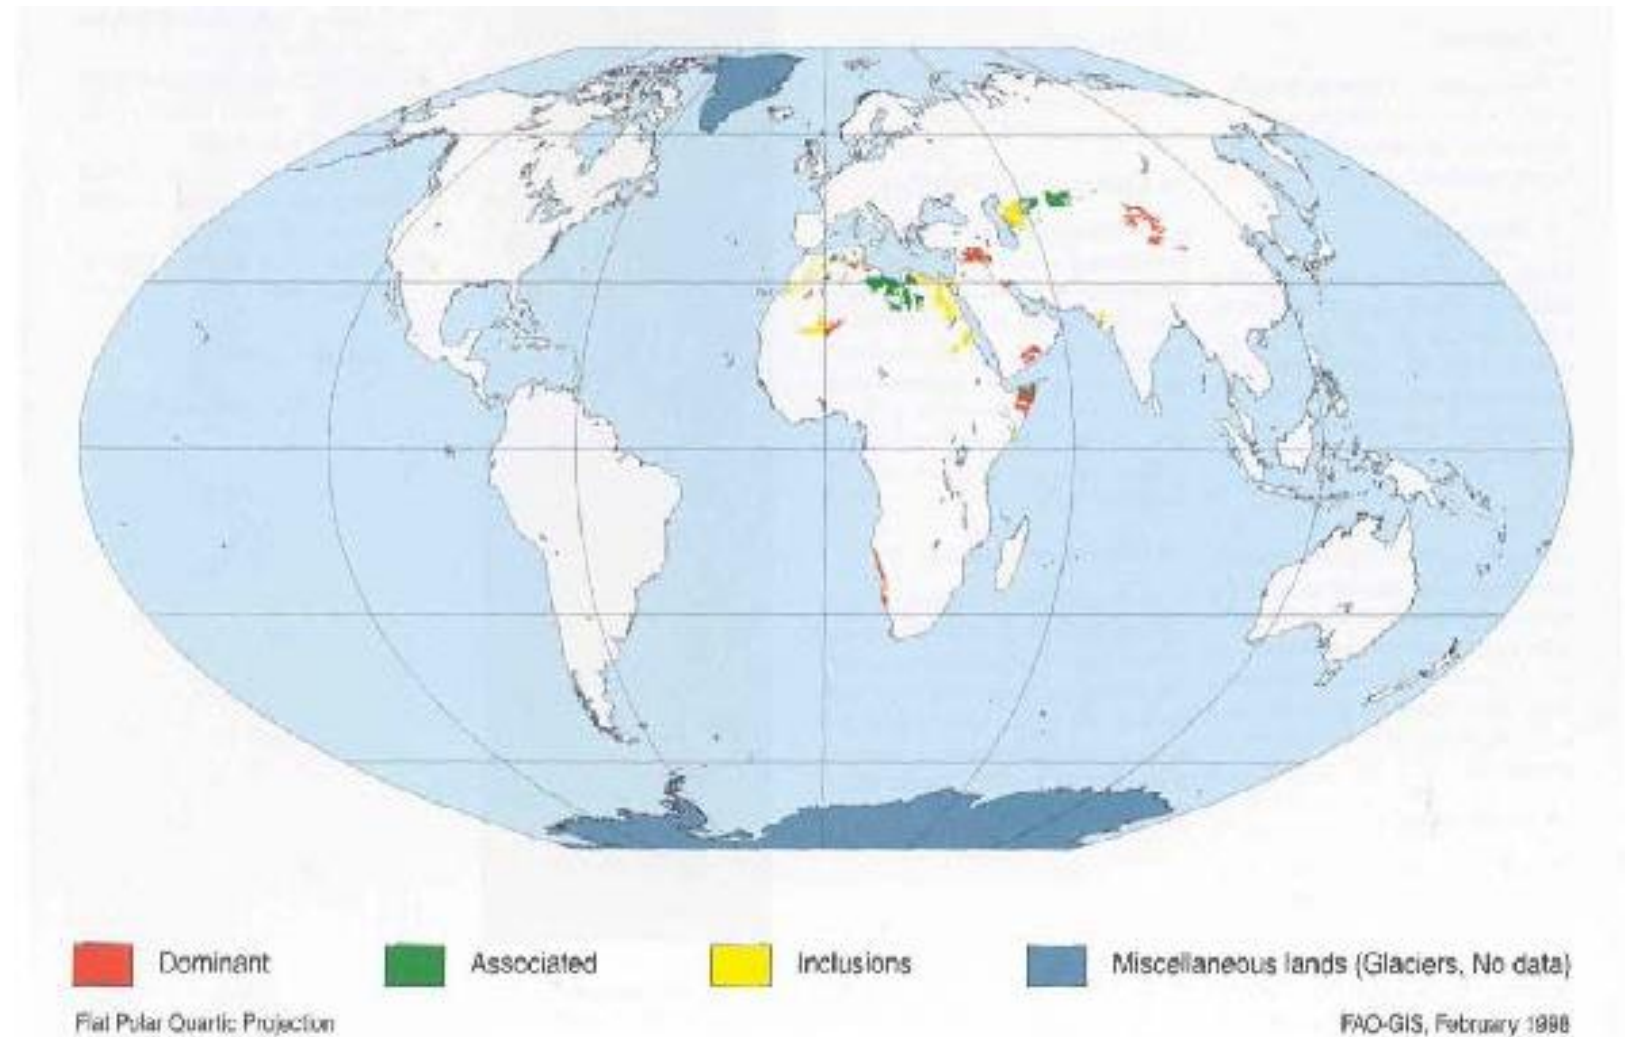 Dominant
Associated
Inclusions
Miscellaneous lands (Glaciers, No data)
Flat Polar Quartic Projection
FAO-GIS, February 1998